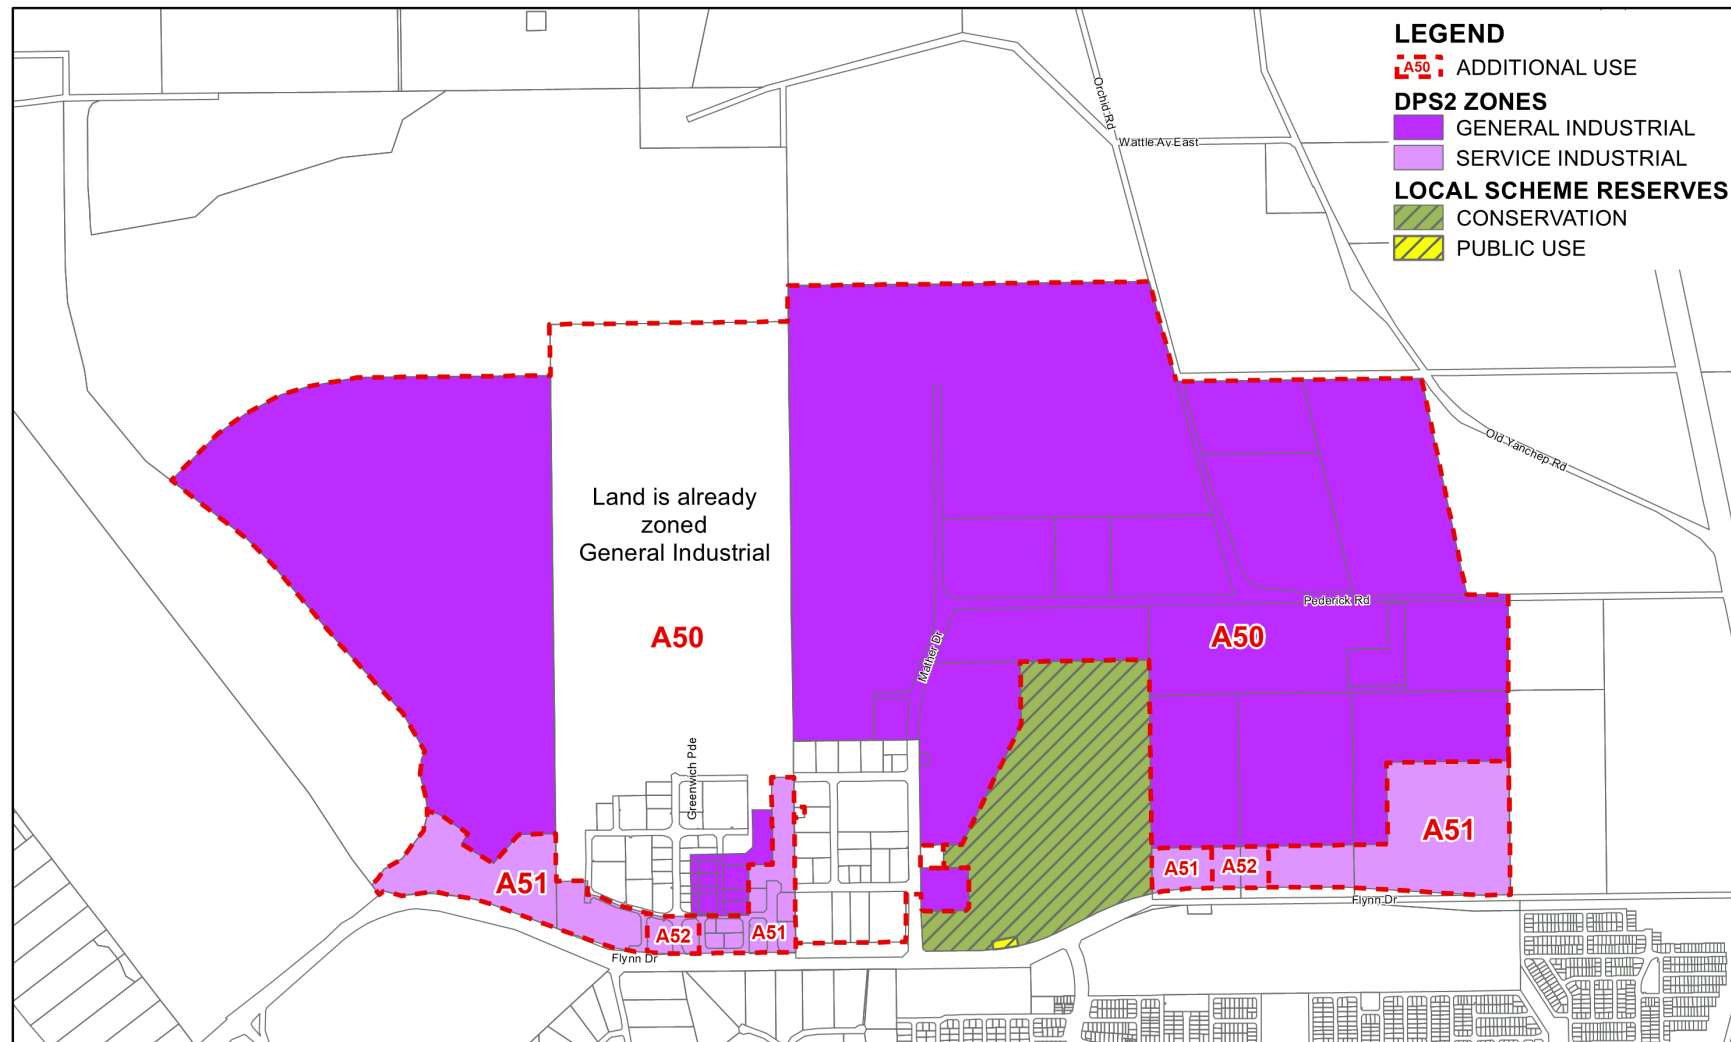 LEGEND
A50 ADDITIONAL USE
DPS2 ZONES
GENERAL INDUSTRIAL
SERVICE INDUSTRIAL
LOCAL SCHEME RESERVES
CONSERVATION
PUBLIC USE
Orchid Rd
Wattle Av East
Old Yanchep Rd
Land is already
zoned
General Industrial
Pederick Rd
A50
A50
Mather Dr
Greenwich Pde
A51
A51
A51
A52
A52
A51
Flynn Dr
Flynn Dr